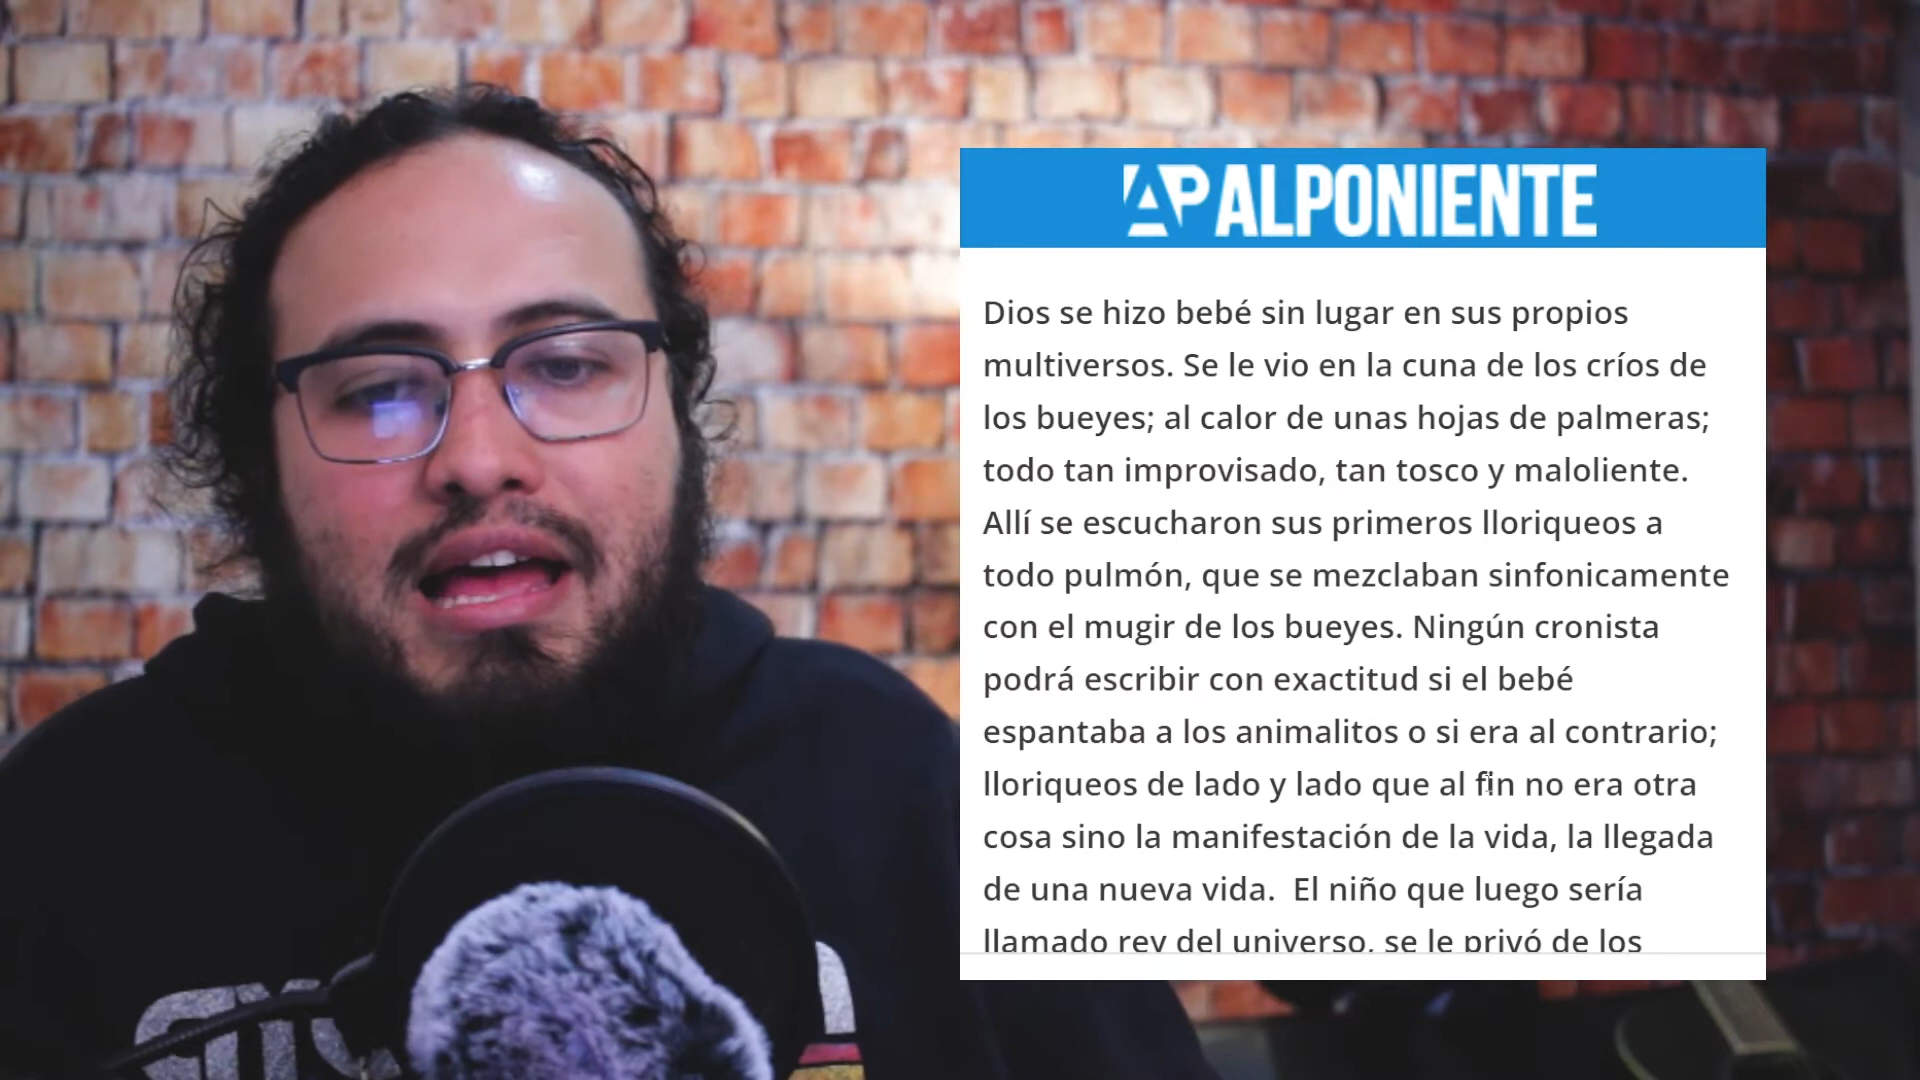 AP ALPONIENTE
Dios se hizo bebé sin lugar en sus propios
multiversos. Se le vio en la cuna de los críos de
los bueyes; al calor de unas hojas de palmeras;
todo tan improvisado, tan tosco y maloliente.
Allí se escucharon sus primeros lloriqueos a
todo pulmón, que se mezclaban sinfonicamente
con el mugir de los bueyes. Ningún cronista
podrá escribir con exactitud si el bebé
espantaba a los animalitos o si era al contrario;
lloriqueos de lado y lado que al fin no era otra
cosa sino la manifestación de la vida, la llegada
de una nueva vida.  El niño que luego sería
llamado rey del universo, se le privó de los